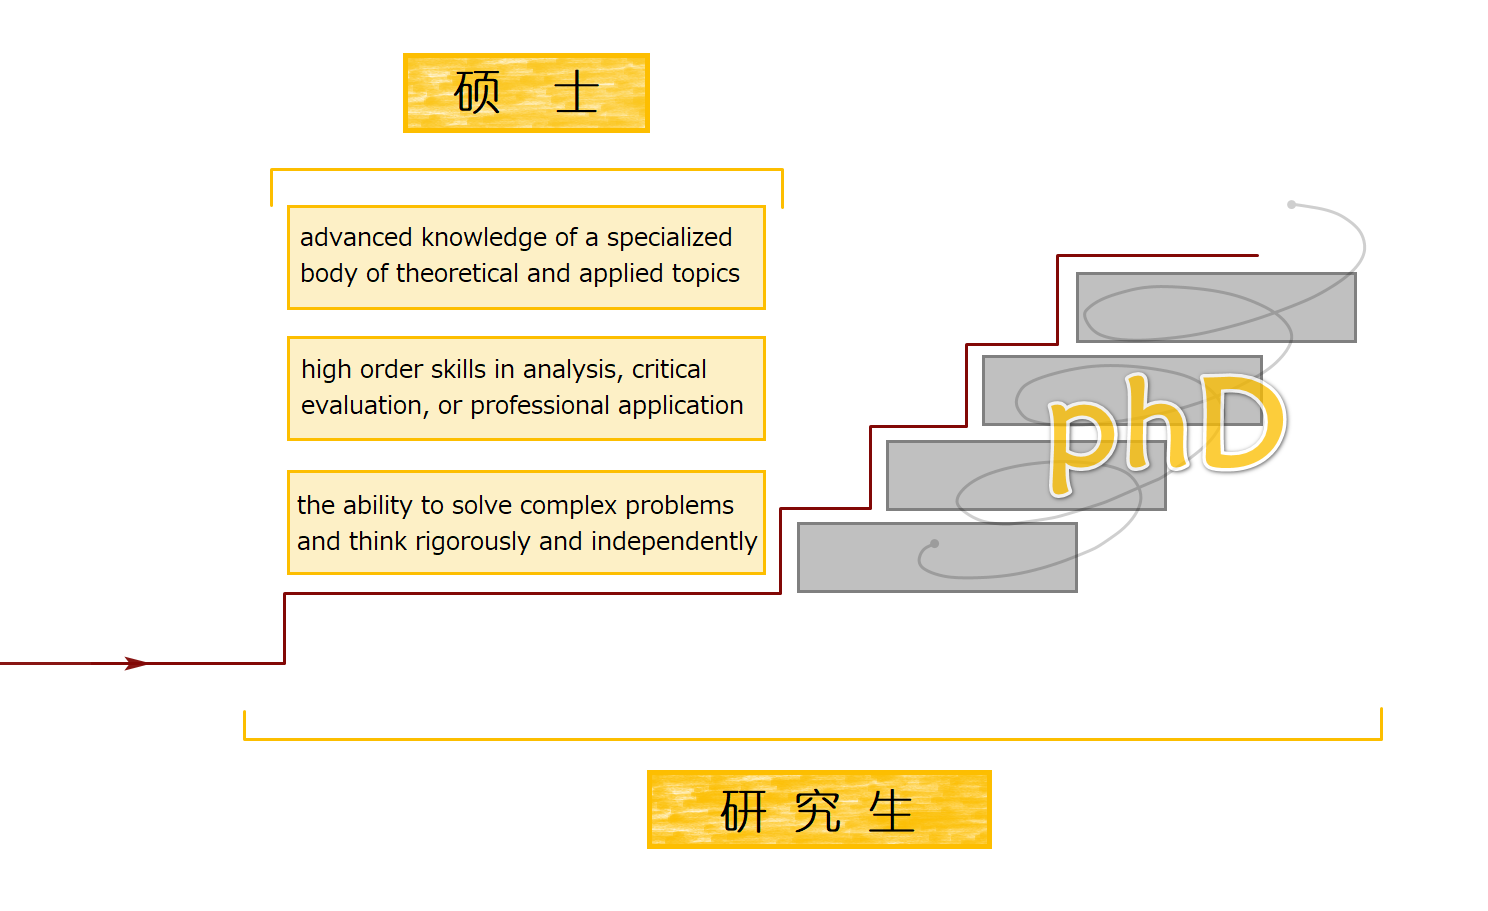 硕 士
advanced knowledge of a specialized
body of theoretical and applied topics
high order skills in analysis, critical
evaluation, or professional application
the ability to solve complex problems
and think rigorously and independently
phD
研 究 生